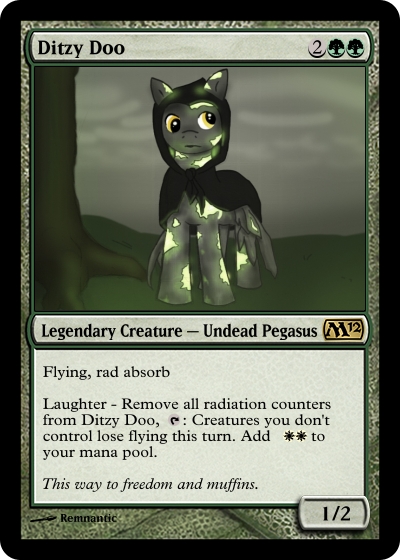 Ditzy Doo 2
Legendary Creature — Undead Pegasus M12
Flying, rad absorb
Laughter - Remove all radiation counters
from Ditzy Doo, : Creatures you don't
control lose flying this turn. Add to
your mana pool.
This way to freedom and muffins.
1/2
Remnantic